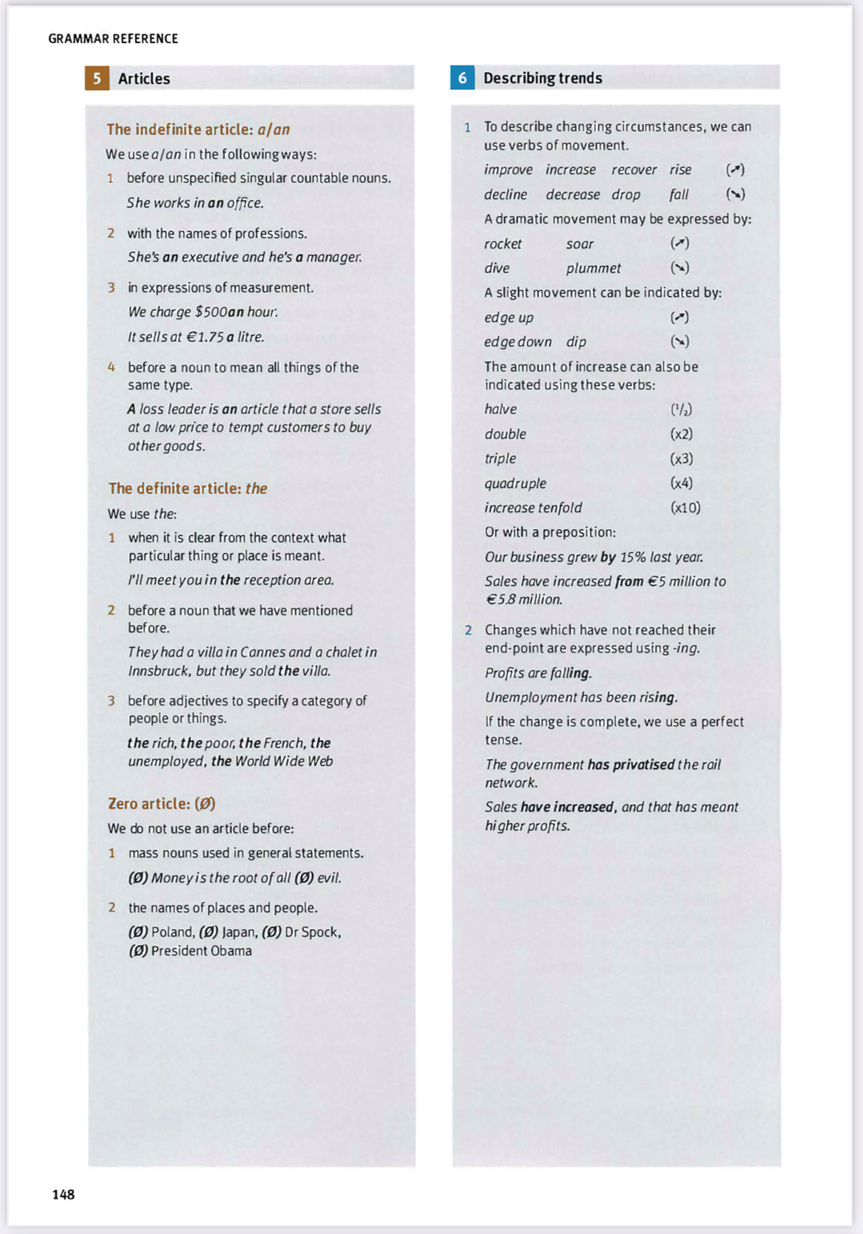 GRAMMAR REFERENCE
5 Articles
The indefinite article: a/an
We use a/an in the following ways:
1 before unspecified singular countable nouns.
She works in an office.
2 with the names of professions.
She's an executive and he's a manager.
3 in expressions of measurement.
We charge $500 an hour.
It sells at €1.75 a litre.
4 before a noun to mean all things of the
same type.
A loss leader is an article that a store sells
at a low price to tempt customers to buy
other goods.
The definite article: the
We use the:
1 when it is clear from the context what
particular thing or place is meant.
I'll meet you in the reception area.
2 before a noun that we have mentioned
before.
They had a villa in Cannes and a chalet in
Innsbruck, but they sold the villa.
3 before adjectives to specify a category of
people or things.
the rich, the poor, the French, the
unemployed, the World Wide Web
Zero article: (Ø)
We do not use an article before:
1 mass nouns used in general statements.
(Ø) Money is the root of all (Ø) evil.
2 the names of places and people.
(Ø) Poland, (Ø) Japan, (Ø) Dr Spock,
(Ø) President Obama
6 Describing trends
1 To describe changing circumstances, we can
use verbs of movement.
improve increase recover rise (↗)
decline decrease drop fall (↘)
A dramatic movement may be expressed by:
rocket soar (↗)
dive plummet (↘)
A slight movement can be indicated by:
edge up (↗)
edge down dip (↘)
The amount of increase can also be
indicated using these verbs:
halve (1/2)
double (x2)
triple (x3)
quadruple (x4)
increase tenfold (x10)
Or with a preposition:
Our business grew by 15% last year.
Sales have increased from €5 million to
€5.8 million.
2 Changes which have not reached their
end-point are expressed using -ing.
Profits are falling.
Unemployment has been rising.
If the change is complete, we use a perfect
tense.
The government has privatised the rail
network.
Sales have increased, and that has meant
higher profits.
148